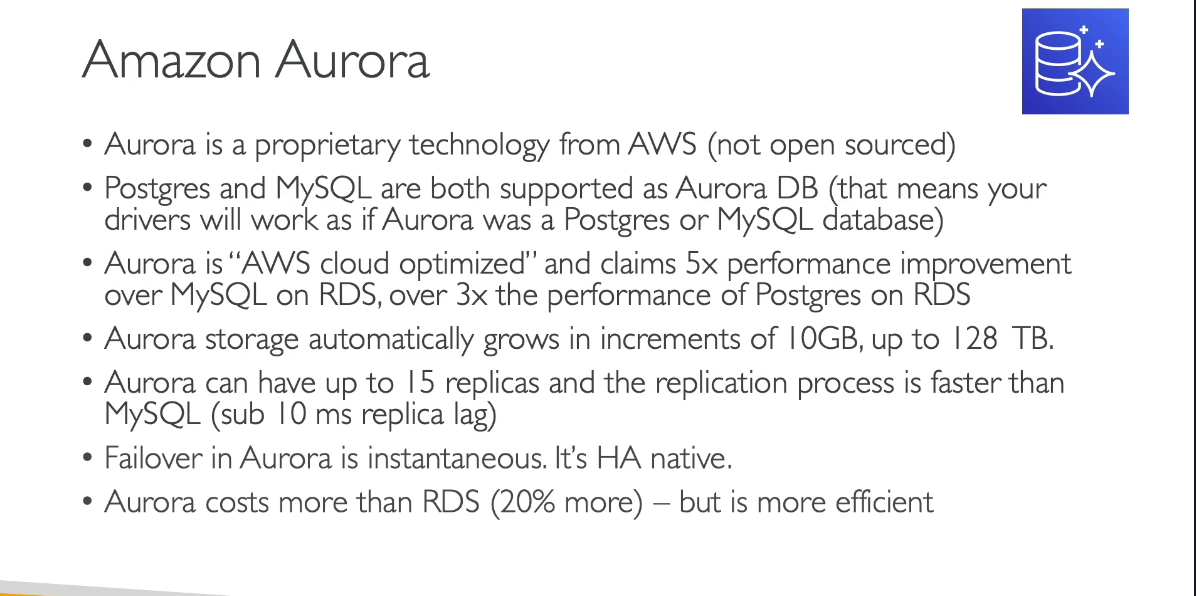 Amazon Aurora
• Aurora is a proprietary technology from AWS (not open sourced)
• Postgres and MySQL are both supported as Aurora DB (that means your
drivers will work as if Aurora was a Postgres or MySQL database)
• Aurora is “AWS cloud optimized” and claims 5x performance improvement
over MySQL on RDS, over 3x the performance of Postgres on RDS
• Aurora storage automatically grows in increments of 10GB, up to 128 TB.
• Aurora can have up to 15 replicas and the replication process is faster than
MySQL (sub 10 ms replica lag)
• Failover in Aurora is instantaneous. It’s HA native.
• Aurora costs more than RDS (20% more) – but is more efficient